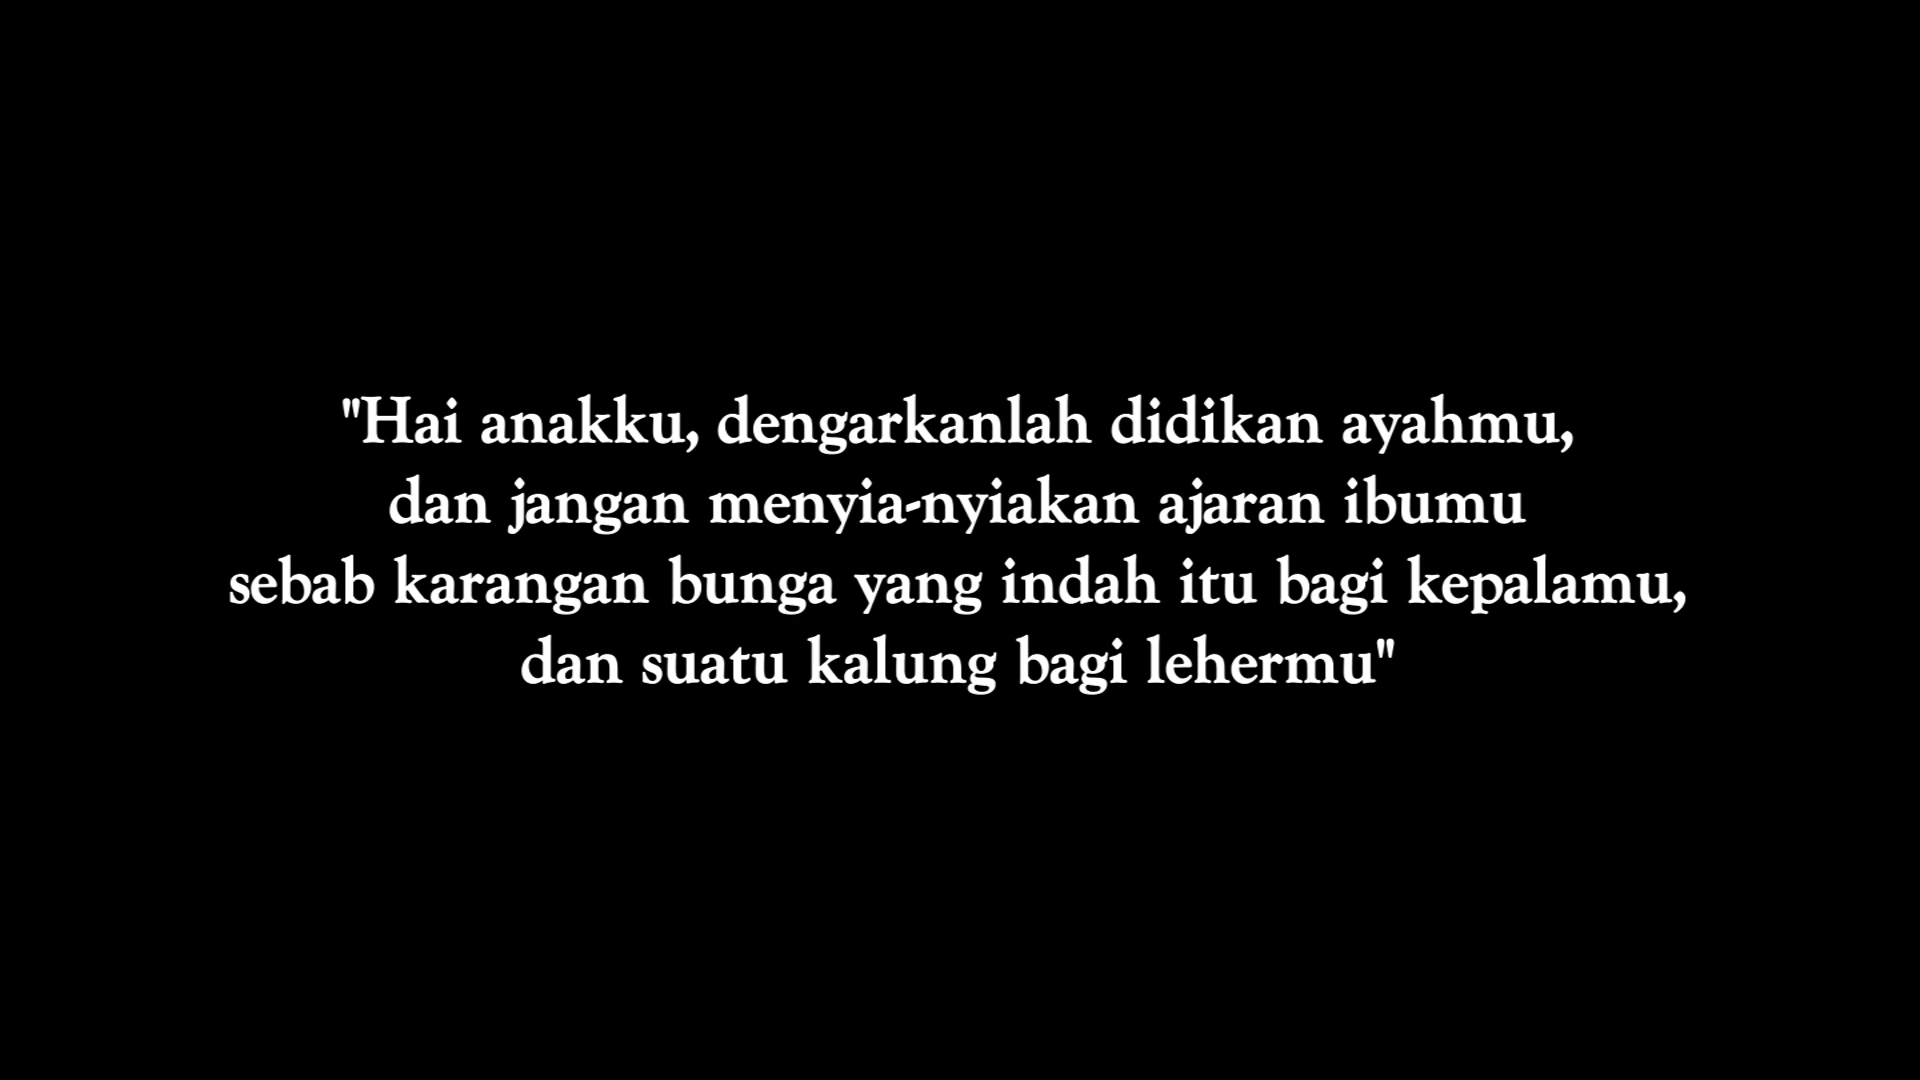 "Hai anakku, dengarkanlah didikan ayahmu,
dan jangan menyia-nyiakan ajaran ibumu
sebab karangan bunga yang indah itu bagi kepalamu,
dan suatu kalung bagi lehermu"